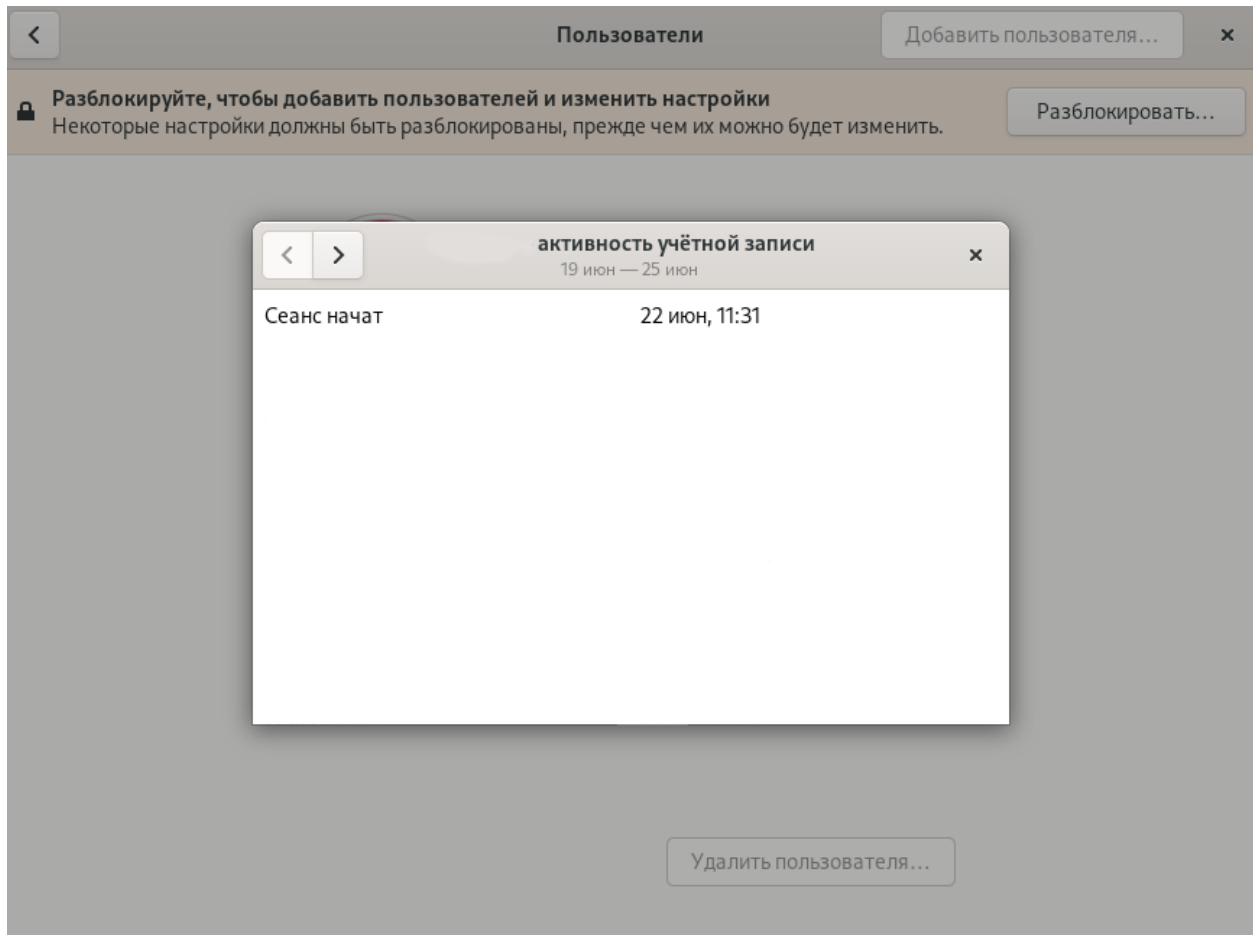 Пользователи
Добавить пользователя...
Разблокируйте, чтобы добавить пользователей и изменить настройки
Некоторые настройки должны быть разблокированы, прежде чем их можно будет изменить.
Разблокировать...
активность учётной записи
19 июн — 25 июн
Сеанс начат 22 июн, 11:31
Удалить пользователя...